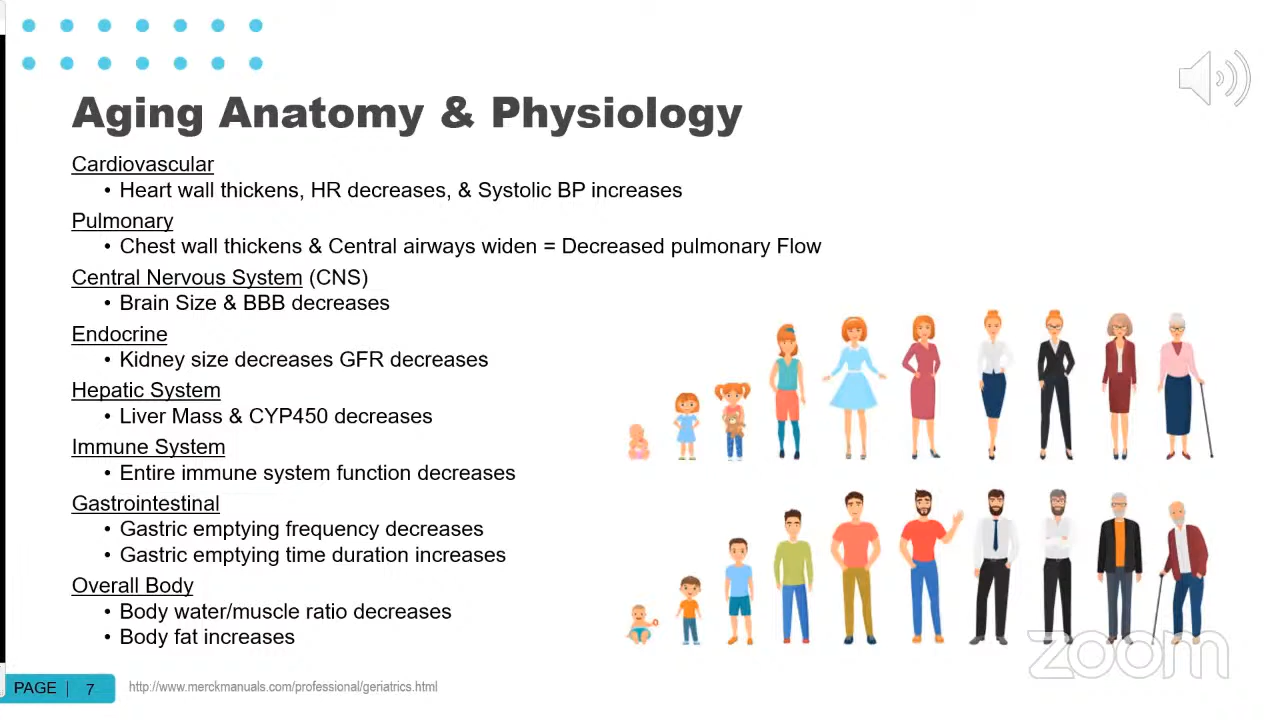 Aging Anatomy & Physiology
Cardiovascular
• Heart wall thickens, HR decreases, & Systolic BP increases
Pulmonary
• Chest wall thickens & Central airways widen = Decreased pulmonary Flow
Central Nervous System (CNS)
• Brain Size & BBB decreases
Endocrine
• Kidney size decreases GFR decreases
Hepatic System
• Liver Mass & CYP450 decreases
Immune System
• Entire immune system function decreases
Gastrointestinal
• Gastric emptying frequency decreases
• Gastric emptying time duration increases
Overall Body
• Body water/muscle ratio decreases
• Body fat increases
zoom
PAGE | 7
http://www.merckmanuals.com/professional/geriatrics.html